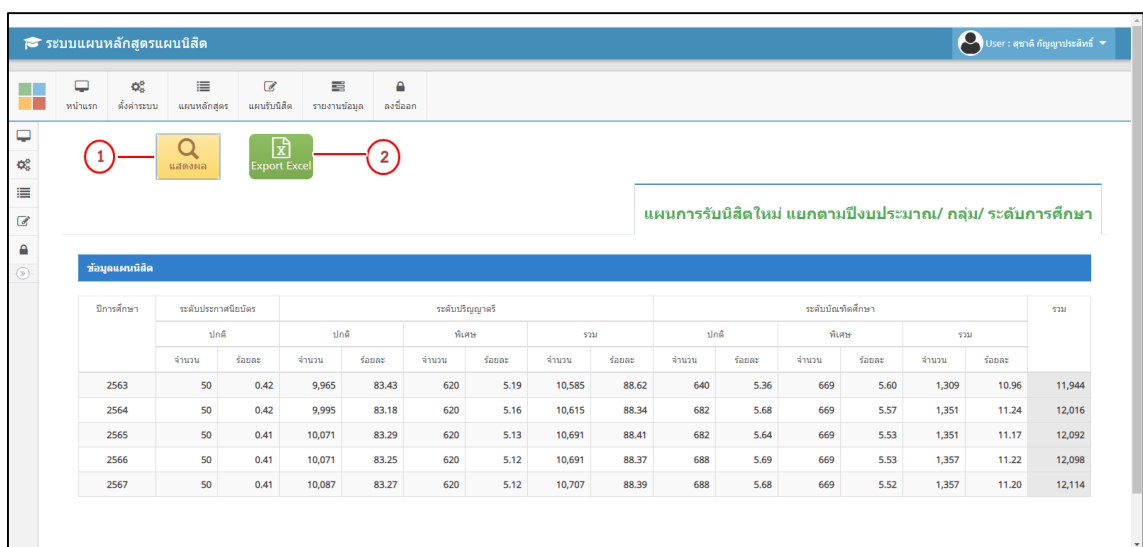 ระบบแผนหลักสูตรแผนนิสิต
User : สุชาติ กัญญาประสิทธิ์
หน้าแรก ตั้งค่าระบบ แผนหลักสูตร แผนรับนิสิต รายงานข้อมูล ลงชื่ออก
1 แสดงผล Export Excel 2
แผนการรับนิสิตใหม่ แยกตามปีงบประมาณ/ กลุ่ม/ ระดับการศึกษา
ข้อมูลแผนนิสิต
ปีการศึกษา ระดับประกาศนียบัตร ระดับปริญญาตรี ระดับบัณฑิตศึกษา รวม
ปกติ ปกติ พิเศษ รวม ปกติ พิเศษ รวม
จำนวน ร้อยละ จำนวน ร้อยละ จำนวน ร้อยละ จำนวน ร้อยละ จำนวน ร้อยละ จำนวน ร้อยละ จำนวน ร้อยละ
2563 50 0.42 9,965 83.43 620 5.19 10,585 88.62 640 5.36 669 5.60 1,309 10.96 11,944
2564 50 0.42 9,995 83.18 620 5.16 10,615 88.34 682 5.68 669 5.57 1,351 11.24 12,016
2565 50 0.41 10,071 83.29 620 5.13 10,691 88.41 682 5.64 669 5.53 1,351 11.17 12,092
2566 50 0.41 10,071 83.25 620 5.12 10,691 88.37 688 5.69 669 5.53 1,357 11.22 12,098
2567 50 0.41 10,087 83.27 620 5.12 10,707 88.39 688 5.68 669 5.52 1,357 11.20 12,114